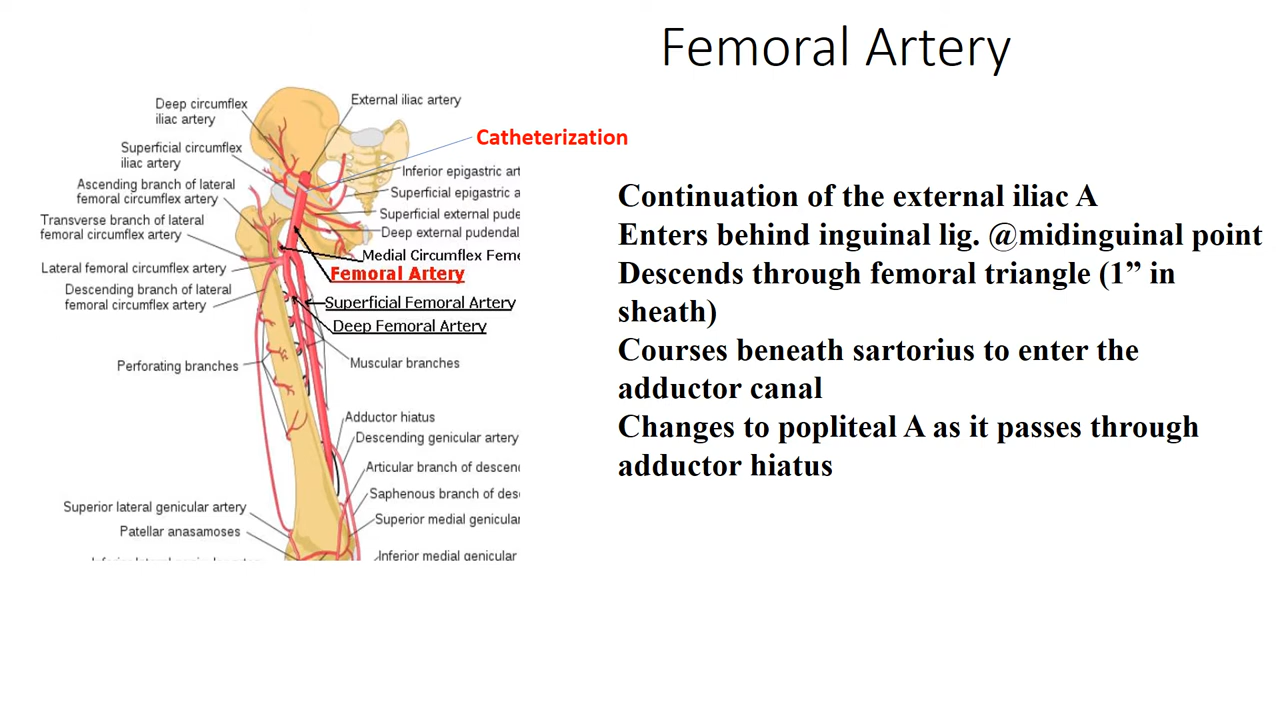 Femoral Artery
Deep circumflex
iliac artery
External iliac artery
Catheterization
Superficial circumflex
iliac artery
Inferior epigastric art
Ascending branch of lateral
femoral circumflex artery
Superficial epigastric a
Transverse branch of lateral
femoral circumflex artery
Superficial external pude
Deep external pudendal
Medial Circumflex Feme
Lateral femoral circumflex artery
Femoral Artery
Descending branch of lateral
femoral circumflex artery
Superficial Femoral Artery
Deep Femoral Artery
Perforating branches
Muscular branches
Adductor hiatus
Descending genicular artery
Articular branch of descend
Saphenous branch of des
Superior lateral genicular artery
Superior medial genicular
Patellar anasamoses
Inferior medial genicular
Continuation of the external iliac A
Enters behind inguinal lig. @midinguinal point
Descends through femoral triangle (1” in
sheath)
Courses beneath sartorius to enter the
adductor canal
Changes to popliteal A as it passes through
adductor hiatus